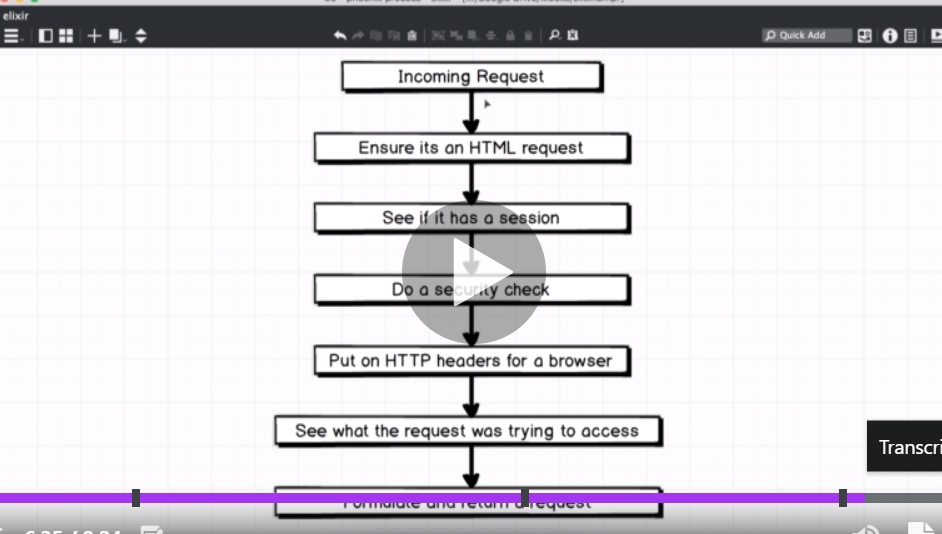 elixir
Quick Add
Incoming Request
Ensure its an HTML request
See if it has a session
Do a security check
Put on HTTP headers for a browser
See what the request was trying to access
Transcri
Formulate and return a request